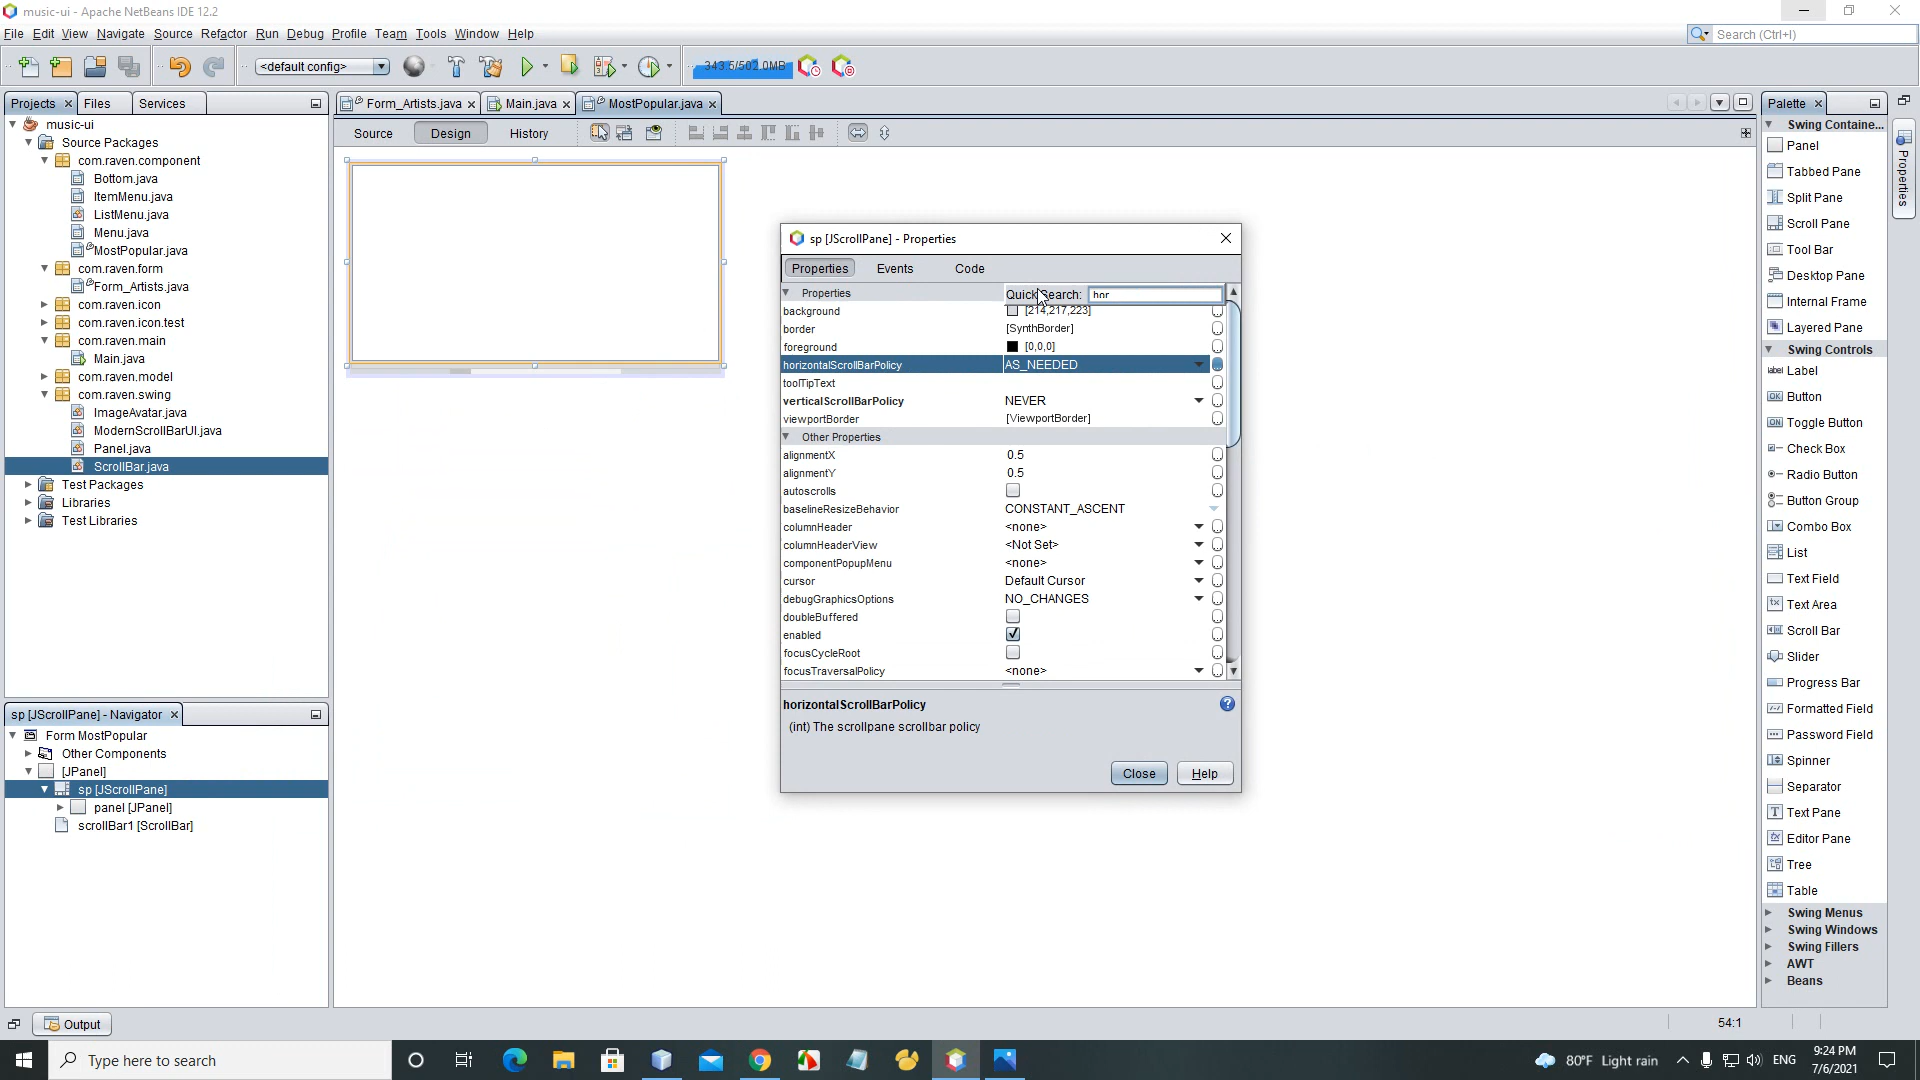 music-ui - Apache NetBeans IDE 12.2
File Edit View Navigate Source Refactor Run Debug Profile Team Tools Window Help
Search (Ctrl+I)
<default config>
343.5/502.0MB
Projects Files Services
Form_Artists.java Main.java MostPopular.java
Palette
Source Design History
music-ui
Source Packages
com.raven.component
Bottom.java
ItemMenu.java
ListMenu.java
Menu.java
MostPopular.java
com.raven.form
Form_Artists.java
com.raven.icon
com.raven.icon.test
com.raven.main
Main.java
com.raven.model
com.raven.swing
ImageAvatar.java
ModernScrollBarUI.java
Panel.java
ScrollBar.java
Test Packages
Libraries
Test Libraries
sp [JScrollPane] - Navigator
Form MostPopular
Other Components
[JPanel]
sp [JScrollPane]
panel [JPanel]
scrollBar1 [ScrollBar]
sp [JScrollPane] - Properties
Properties Events Code
Properties
Quick Search: hor
background [214,217,223]
border [SynthBorder]
foreground [0,0,0]
horizontalScrollBarPolicy AS_NEEDED
toolTipText
verticalScrollBarPolicy NEVER
viewportBorder [ViewportBorder]
Other Properties
alignmentX 0.5
alignmentY 0.5
autoscrolls
baselineResizeBehavior CONSTANT_ASCENT
columnHeader <none>
columnHeaderView <Not Set>
componentPopupMenu <none>
cursor Default Cursor
debugGraphicsOptions NO_CHANGES
doubleBuffered
enabled
focusCycleRoot
focusTraversalPolicy <none>
horizontalScrollBarPolicy
(int) The scrollpane scrollbar policy
Close Help
Swing Containe...
Panel
Tabbed Pane
Split Pane
Scroll Pane
Tool Bar
Desktop Pane
Internal Frame
Layered Pane
Swing Controls
label Label
OK Button
OK Toggle Button
Check Box
Radio Button
Button Group
Combo Box
List
Text Field
Text Area
Scroll Bar
Slider
Progress Bar
Formatted Field
Password Field
Spinner
Separator
Text Pane
Editor Pane
Tree
Table
Swing Menus
Swing Windows
Swing Fillers
AWT
Beans
Properties
Output
54:1
Type here to search
80°F Light rain
ENG
9:24 PM
7/6/2021